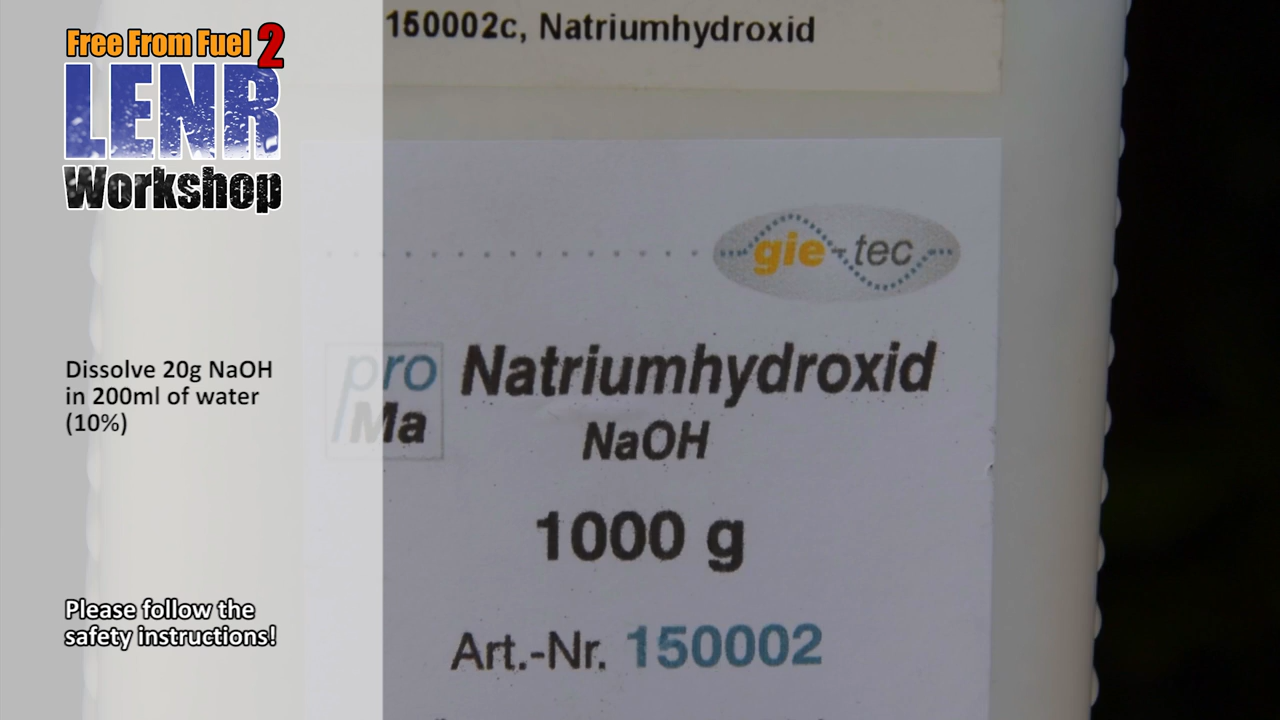 Free From Fuel 2
LENR
Workshop
Dissolve 20g NaOH
in 200ml of water
(10%)
Please follow the
safety instructions!
150002c, Natriumhydroxid
gie-tec
pro
Ma
Natriumhydroxid
NaOH
1000 g
Art.-Nr. 150002